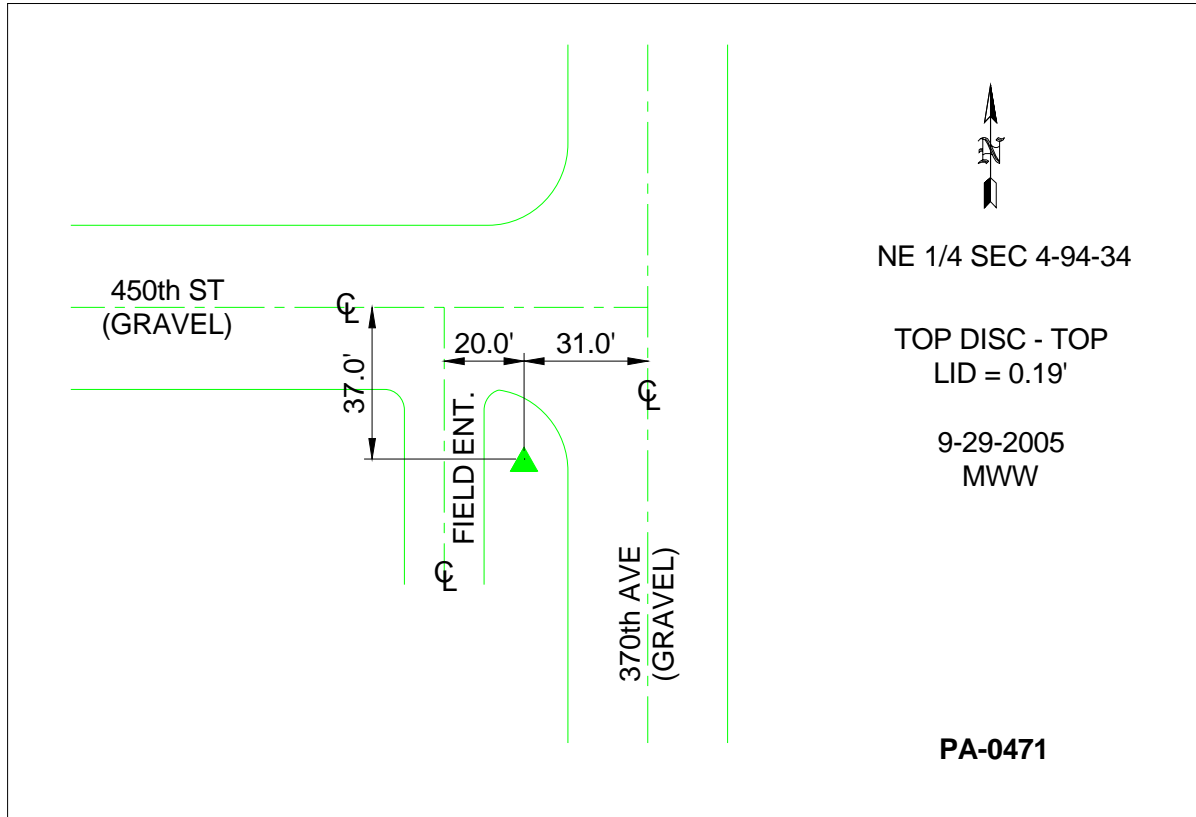 N
NE 1/4 SEC 4-94-34
450th ST
(GRAVEL)
℄
20.0'
31.0'
37.0'
TOP DISC - TOP
LID = 0.19'
℄
9-29-2005
MWW
FIELD ENT.
℄
370th AVE
(GRAVEL)
PA-0471